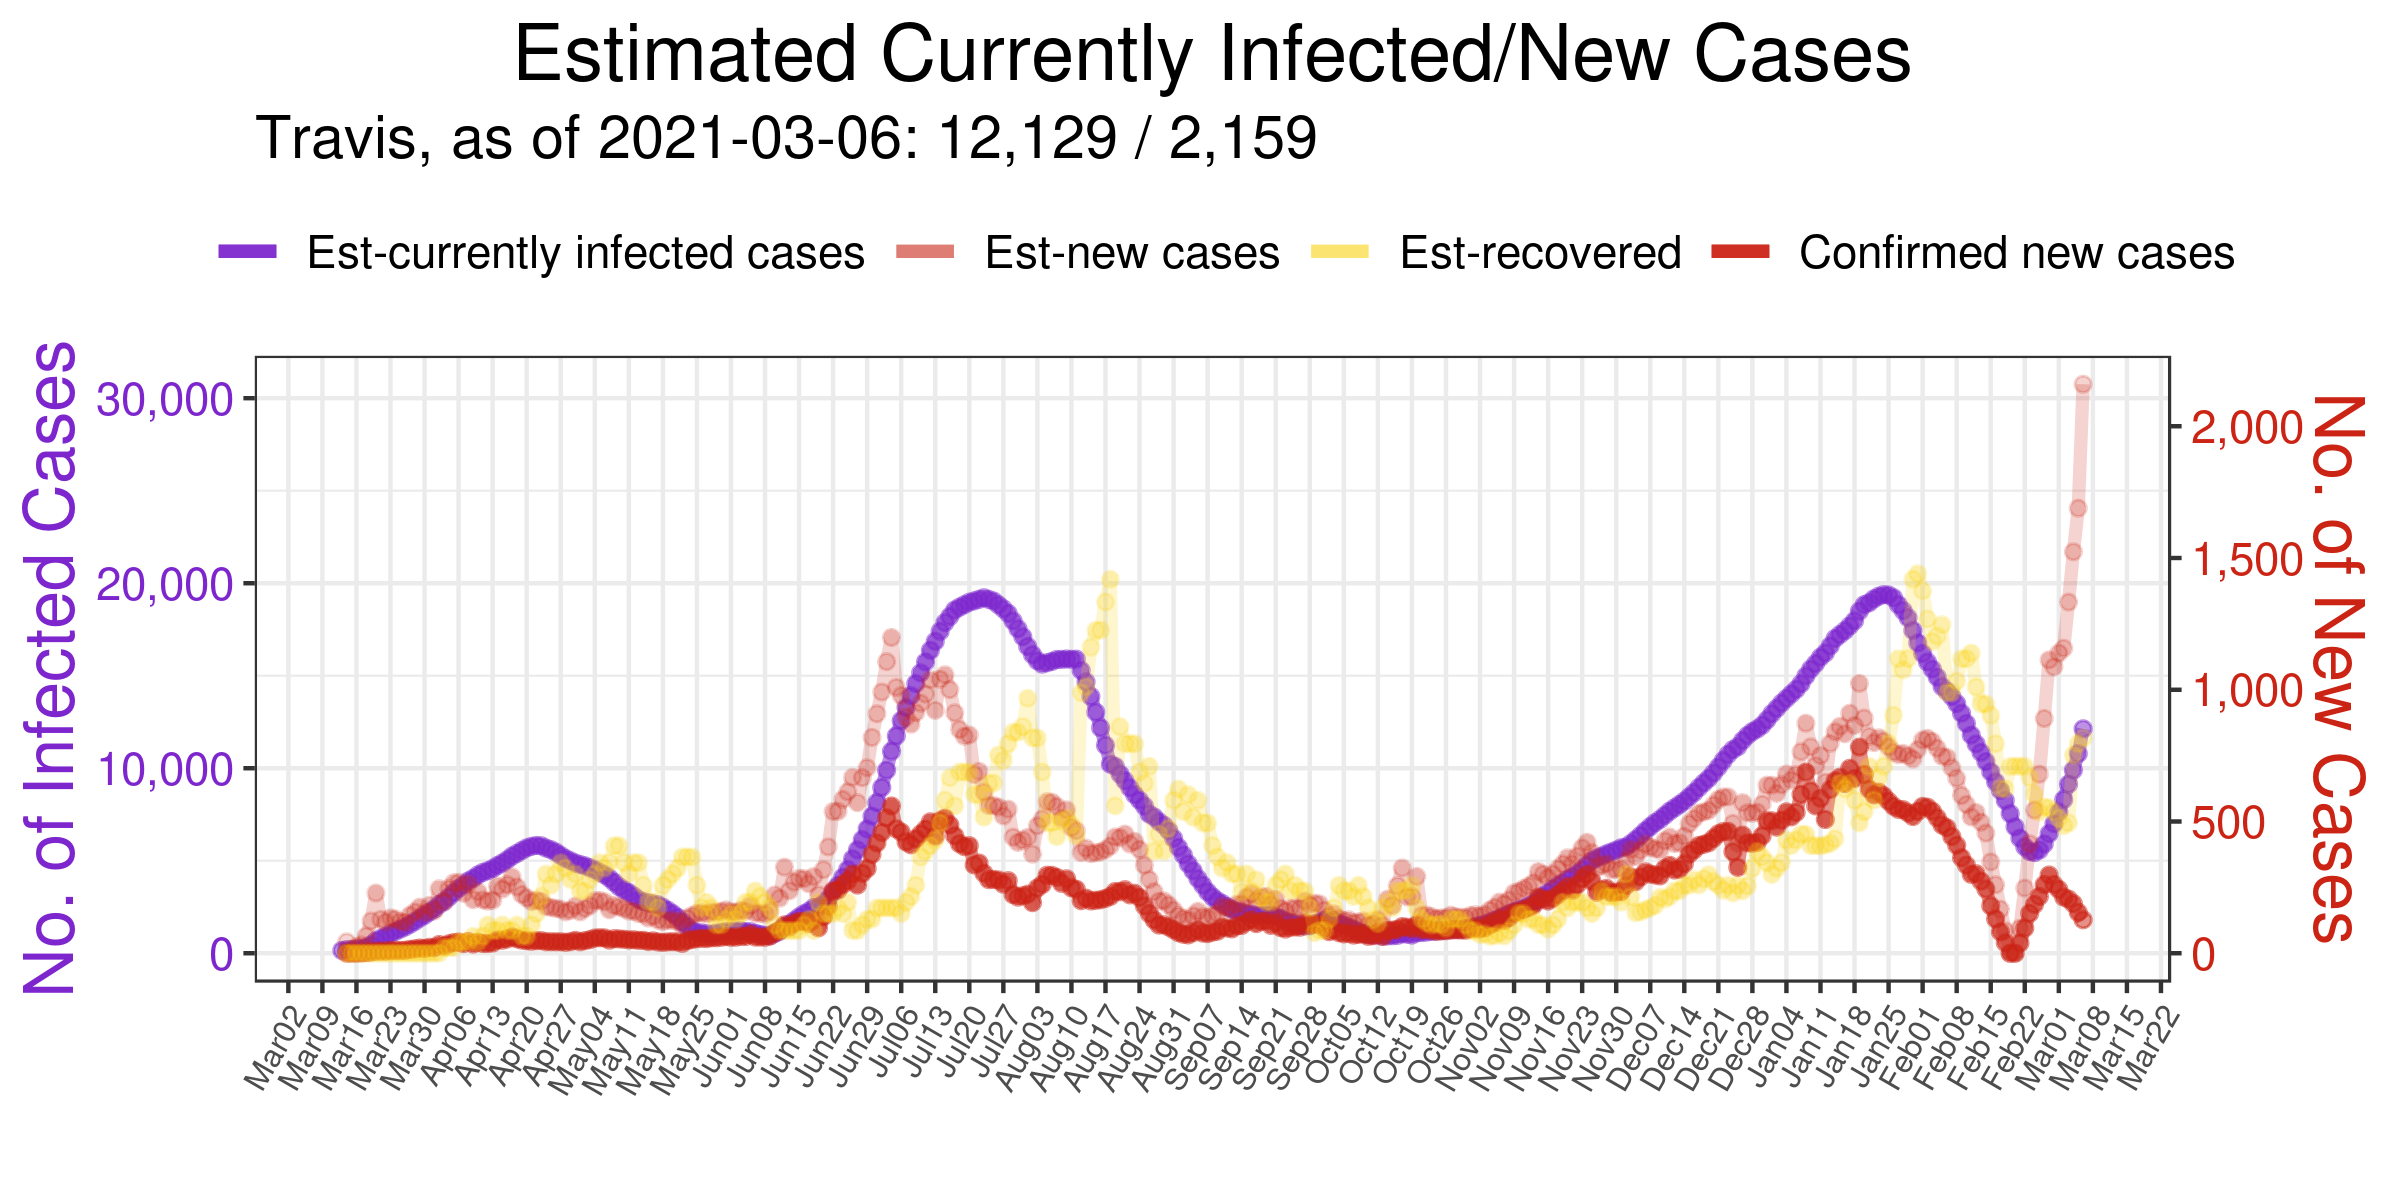 Estimated Currently Infected/New Cases
Travis, as of 2021-03-06: 12,129 / 2,159
Est-currently infected cases Est-new cases Est-recovered Confirmed new cases
No. of Infected Cases
30,000
20,000
10,000
0
2,000
1,500
1,000
500
0
No. of New Cases
Mar02 Mar09 Mar16 Mar23 Mar30 Apr06 Apr13 Apr20 Apr27 May04 May11 May18 May25 Jun01 Jun08 Jun15 Jun22 Jun29 Jul06 Jul13 Jul20 Jul27 Aug03 Aug10 Aug17 Aug24 Aug31 Sep07 Sep14 Sep21 Sep28 Oct05 Oct12 Oct19 Oct26 Nov02 Nov09 Nov16 Nov23 Nov30 Dec07 Dec14 Dec21 Dec28 Jan04 Jan11 Jan18 Jan25 Feb01 Feb08 Feb15 Feb22 Mar01 Mar08 Mar15 Mar22